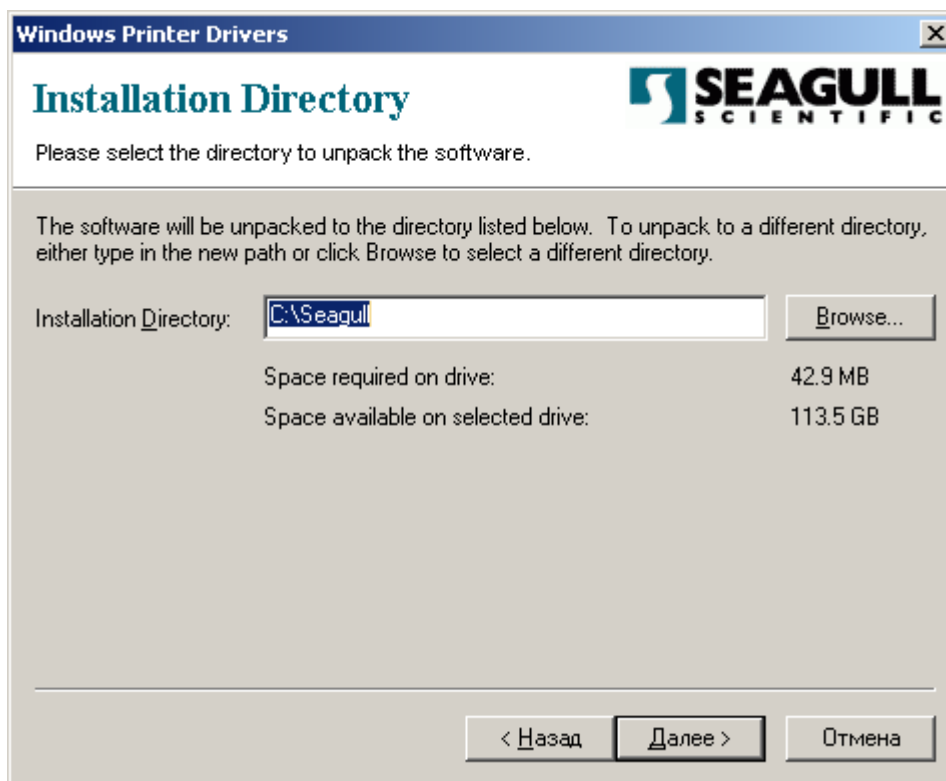 Windows Printer Drivers
Installation Directory
SEAGULL
SCIENTIFIC
Please select the directory to unpack the software.
The software will be unpacked to the directory listed below.  To unpack to a different directory,
either type in the new path or click Browse to select a different directory.
Installation Directory: C:\Seagull Browse...
Space required on drive: 42.9 MB
Space available on selected drive: 113.5 GB
< Назад Далее > Отмена